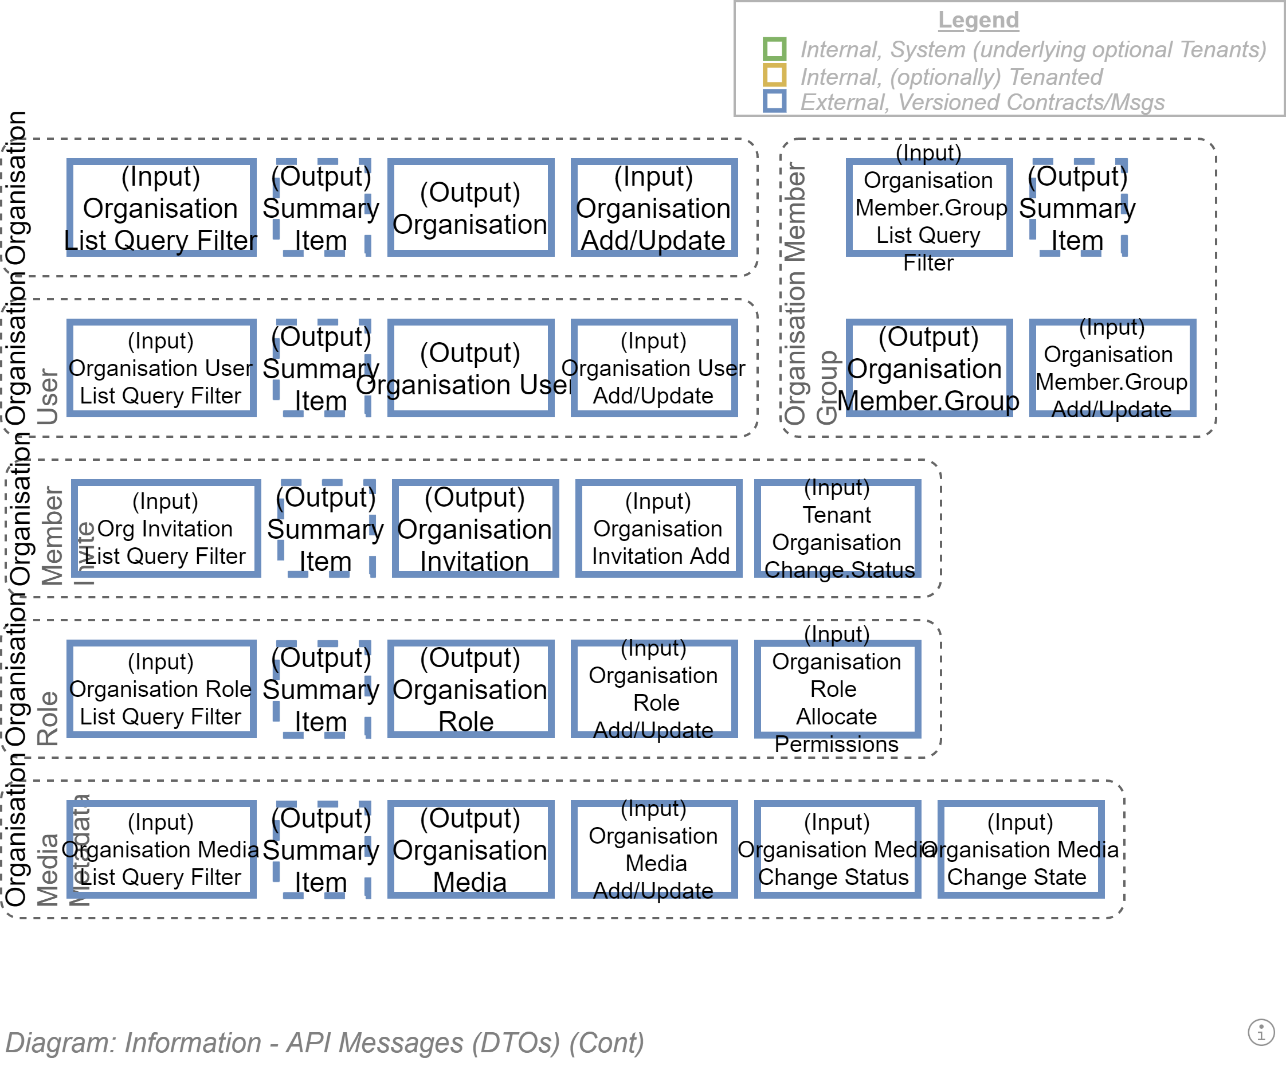 Legend
Internal, System (underlying optional Tenants)
Internal, (optionally) Tenanted
External, Versioned Contracts/Msgs
Organisation Organisation
(Input)
Organisation
List Query Filter
(Output)
Summary
Item
(Output)
Organisation
(Input)
Organisation
Add/Update
Organisation Member
Group
(Input)
Organisation
Member.Group
List Query
Filter
(Output)
Summary
Item
(Output)
Organisation
Member.Group
(Input)
Organisation
Member.Group
Add/Update
Organisation Organisation
User
(Input)
Organisation User
List Query Filter
(Output)
Summary
Item
(Output)
Organisation User
(Input)
Organisation User
Add/Update
Organisation Organisation
Member
Invite
(Input)
Org Invitation
List Query Filter
(Output)
Summary
Item
(Output)
Organisation
Invitation
(Input)
Organisation
Invitation Add
(Input)
Tenant
Organisation
Change.Status
Organisation Organisation
Role
(Input)
Organisation Role
List Query Filter
(Output)
Summary
Item
(Output)
Organisation
Role
(Input)
Organisation
Role
Add/Update
(Input)
Organisation
Role
Allocate
Permissions
Organisation
Media
Metadata
(Input)
Organisation Media
List Query Filter
(Output)
Summary
Item
(Output)
Organisation
Media
(Input)
Organisation
Media
Add/Update
(Input)
Organisation Media
Change Status
(Input)
Organisation Media
Change State
Diagram: Information - API Messages (DTOs) (Cont)